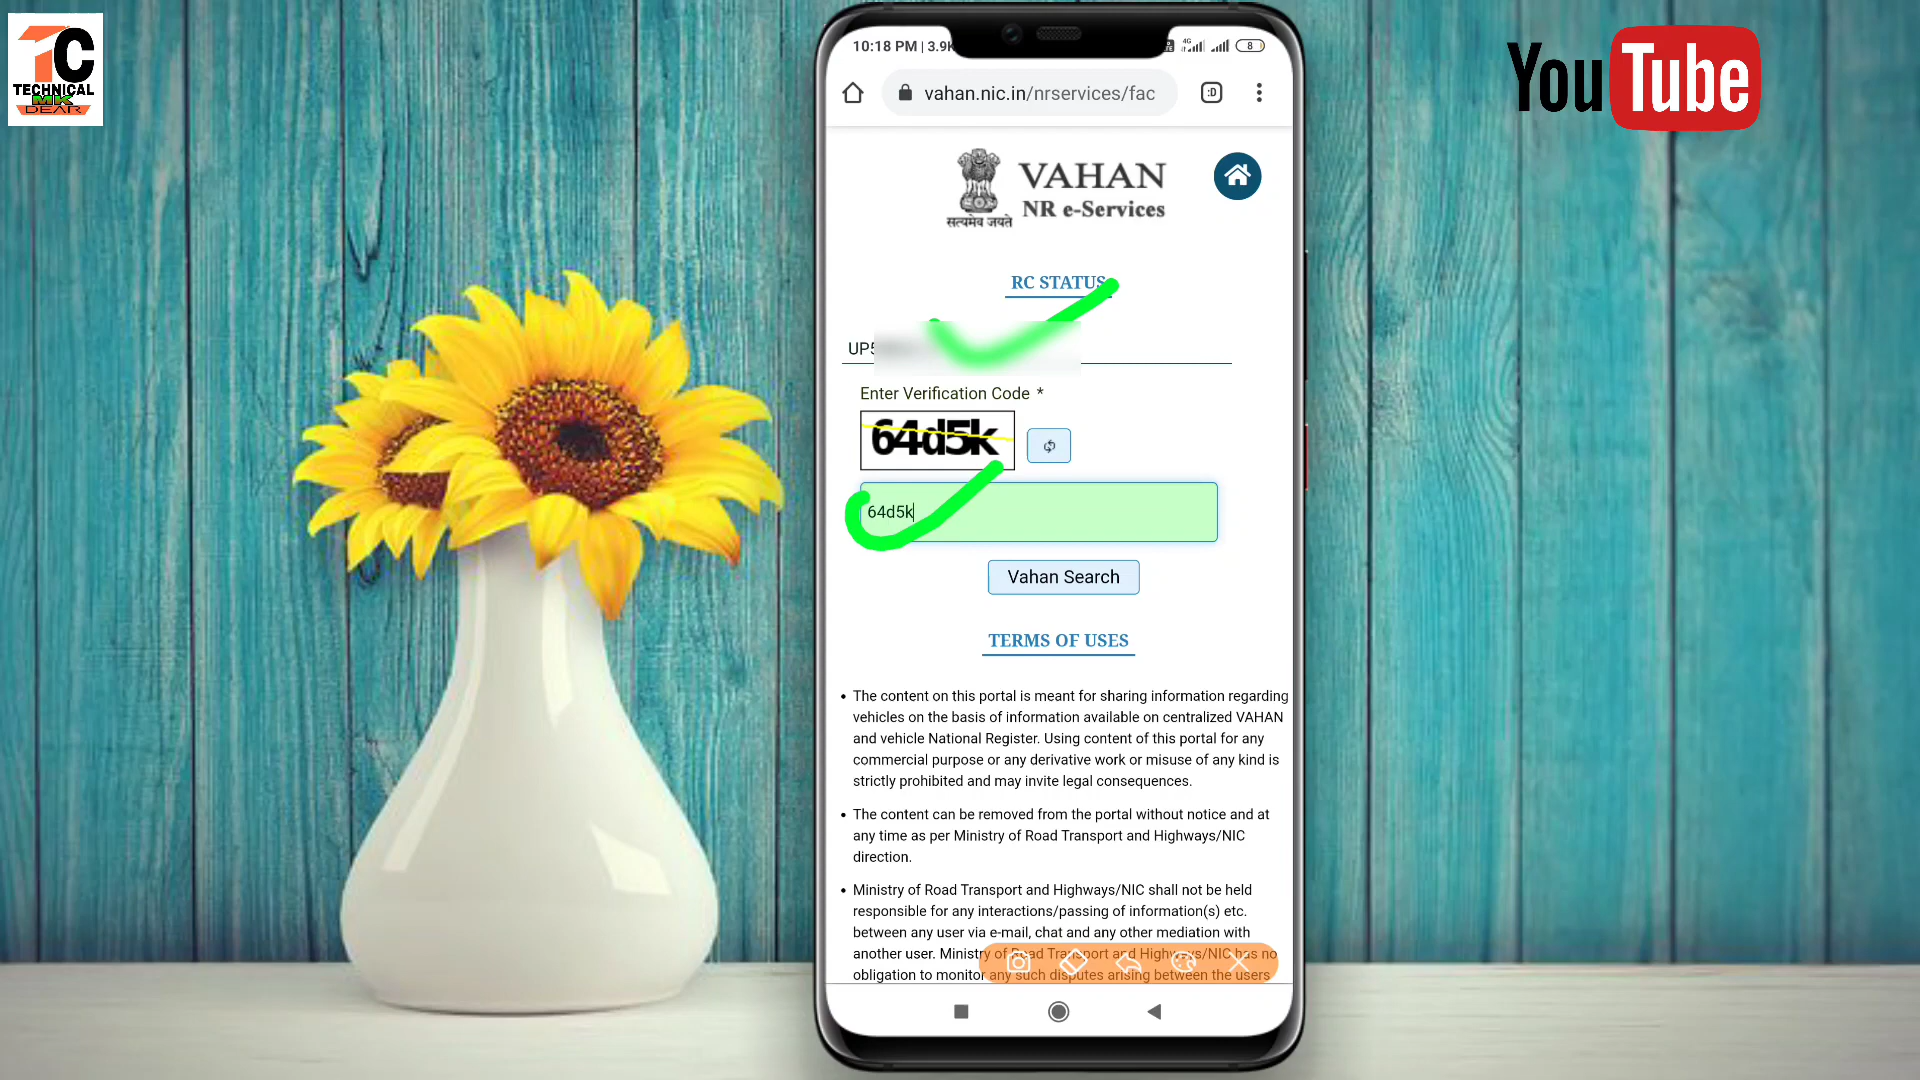 TC
TECHNICAL
MK
DEAR
YouTube
10:18 PM | 3.9K
4G
8
vahan.nic.in/nrservices/fac
:D
VAHAN
NR e-Services
सत्यमेव जयते
RC STATUS
UP5
Enter Verification Code *
64d5k
64d5k
Vahan Search
TERMS OF USES
• The content on this portal is meant for sharing information regarding
vehicles on the basis of information available on centralized VAHAN
and vehicle National Register. Using content of this portal for any
commercial purpose or any derivative work or misuse of any kind is
strictly prohibited and may invite legal consequences.
• The content can be removed from the portal without notice and at
any time as per Ministry of Road Transport and Highways/NIC
direction.
• Ministry of Road Transport and Highways/NIC shall not be held
responsible for any interactions/passing of information(s) etc.
between any user via e-mail, chat and any other mediation with
another user. Ministry of Road Transport and Highways/NIC has no
obligation to monitor any such disputes arising between the users